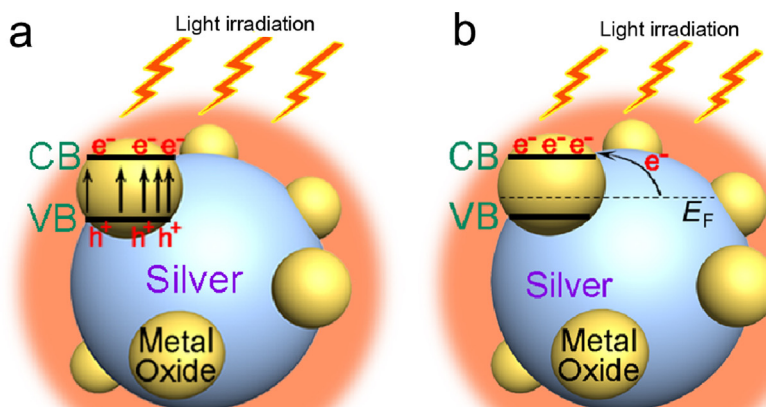 a
Light irradiation
CB
e⁻ e⁻ e⁻
VB
h⁺ h⁺ h⁺
Silver
Metal
Oxide
b
Light irradiation
CB
e⁻ e⁻ e⁻
e⁻
VB
E_F
Silver
Metal
Oxide